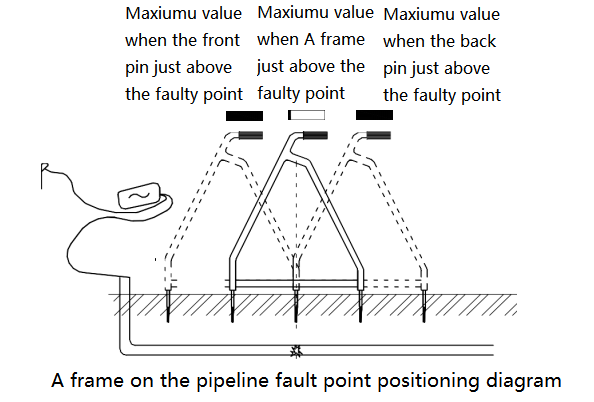 Maxiumu value
when the front
pin just above
the faulty point
Maxiumu value
when A frame
just above the
faulty point
Maxiumu value
when the back
pin just above
the faulty point
A frame on the pipeline fault point positioning diagram